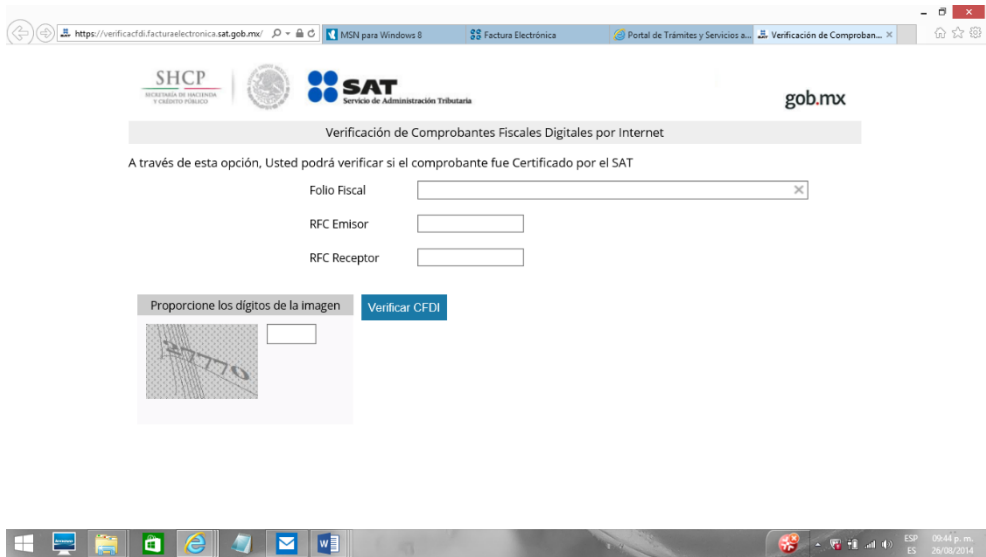 https://verificacfdi.facturaelectronica.sat.gob.mx/
MSN para Windows 8
Factura Electrónica
Portal de Trámites y Servicios a...
Verificación de Comproban...
SHCP
SECRETARÍA DE HACIENDA
Y CRÉDITO PÚBLICO
SAT
Servicio de Administración Tributaria
gob.mx
Verificación de Comprobantes Fiscales Digitales por Internet
A través de esta opción, Usted podrá verificar si el comprobante fue Certificado por el SAT
Folio Fiscal
RFC Emisor
RFC Receptor
Proporcione los dígitos de la imagen
Verificar CFDI
27770
ESP
09:44 p. m.
ES
26/08/2014